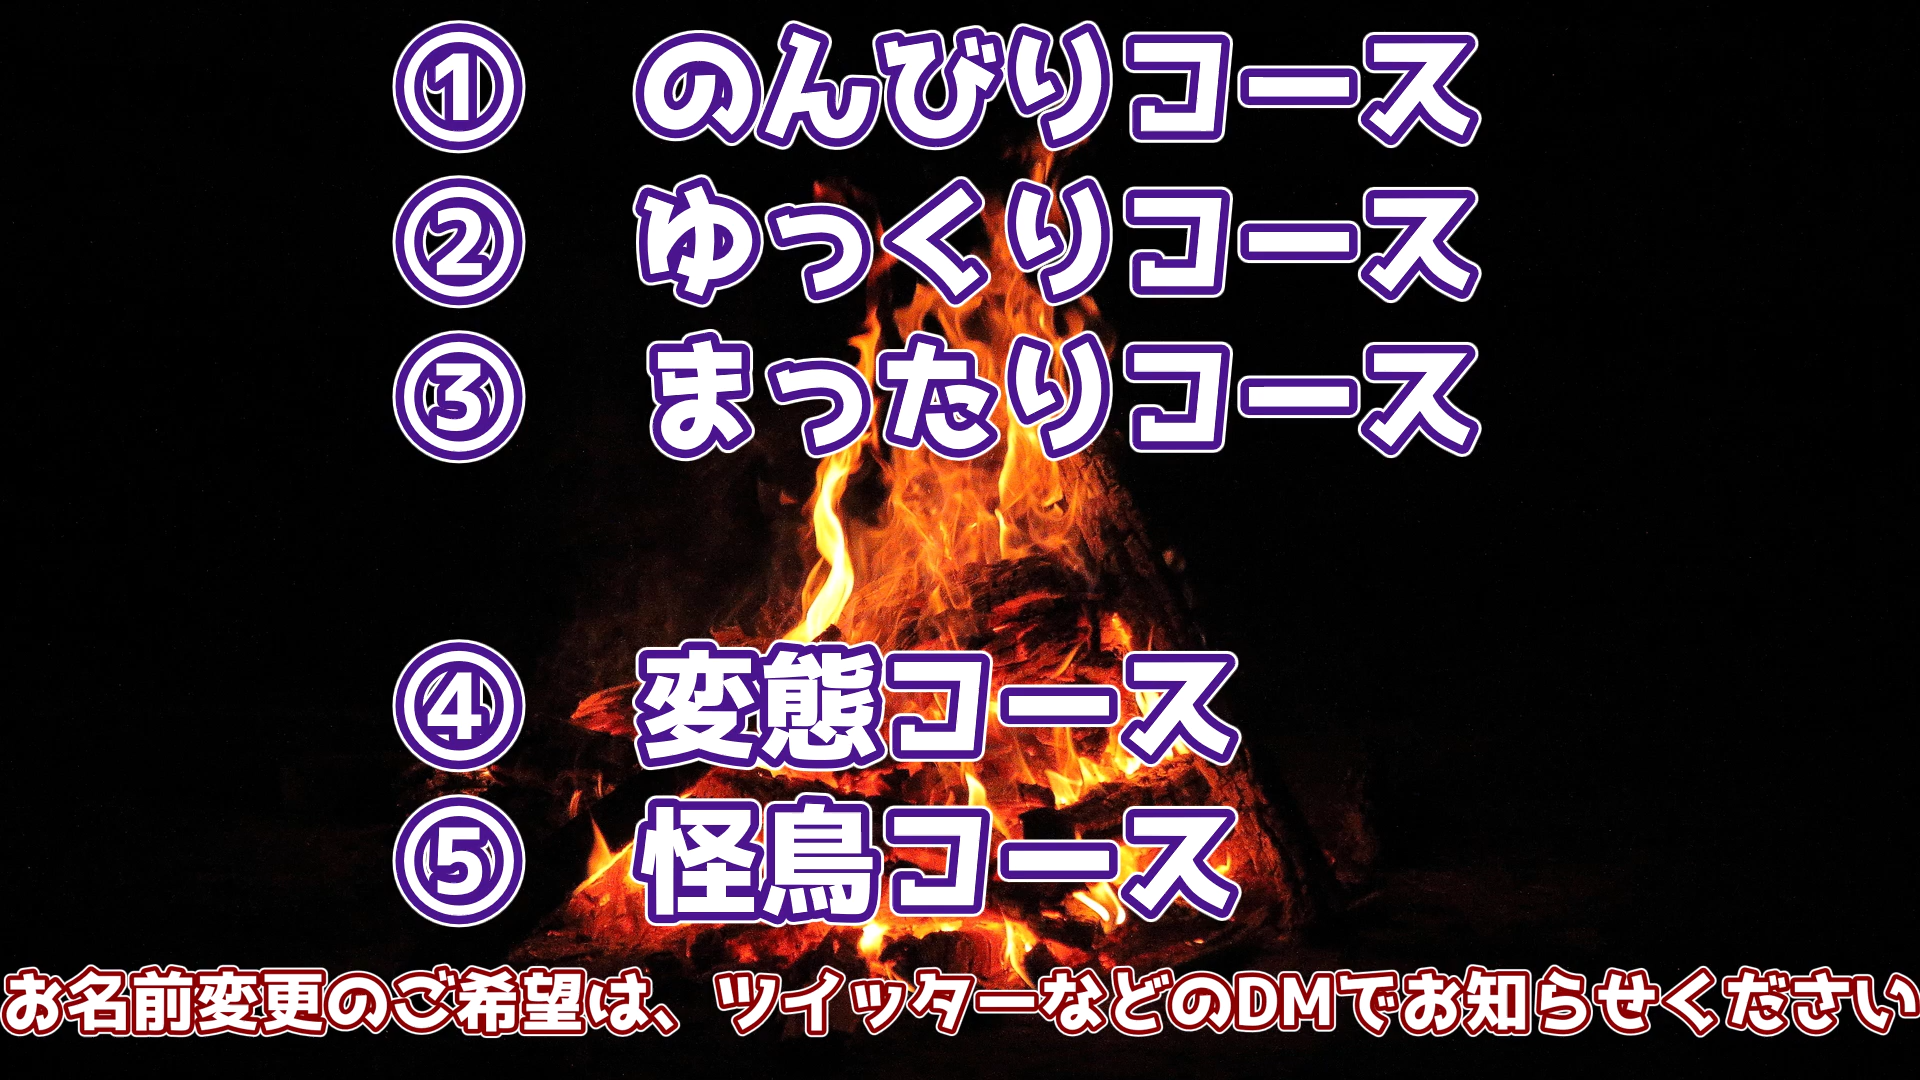 ① のんびりコース
② ゆっくりコース
③ まったりコース
④ 変態コース
⑤ 怪鳥コース
お名前変更のご希望は、ツイッターなどのDMでお知らせください